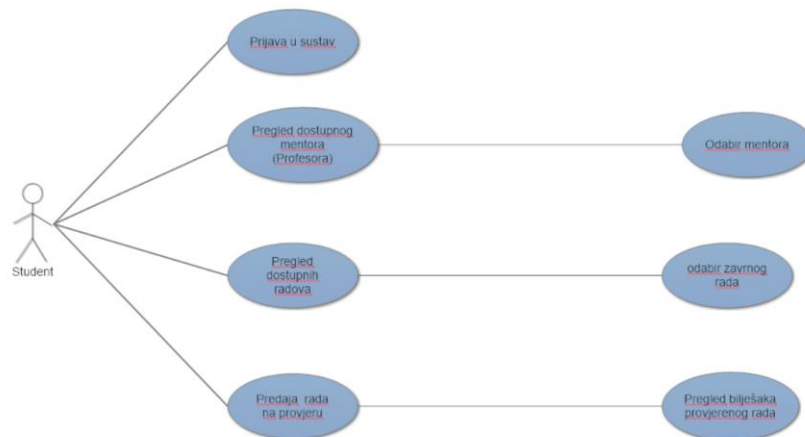 Prijava u sustav
Pregled dostupnog
mentora
(Profesora)
Odabir mentora
Student
Pregled
dostupnih
radova
odabir zavrnog
rada
Predaja rada
na provjeru
Pregled bilješaka
provjerenog rada